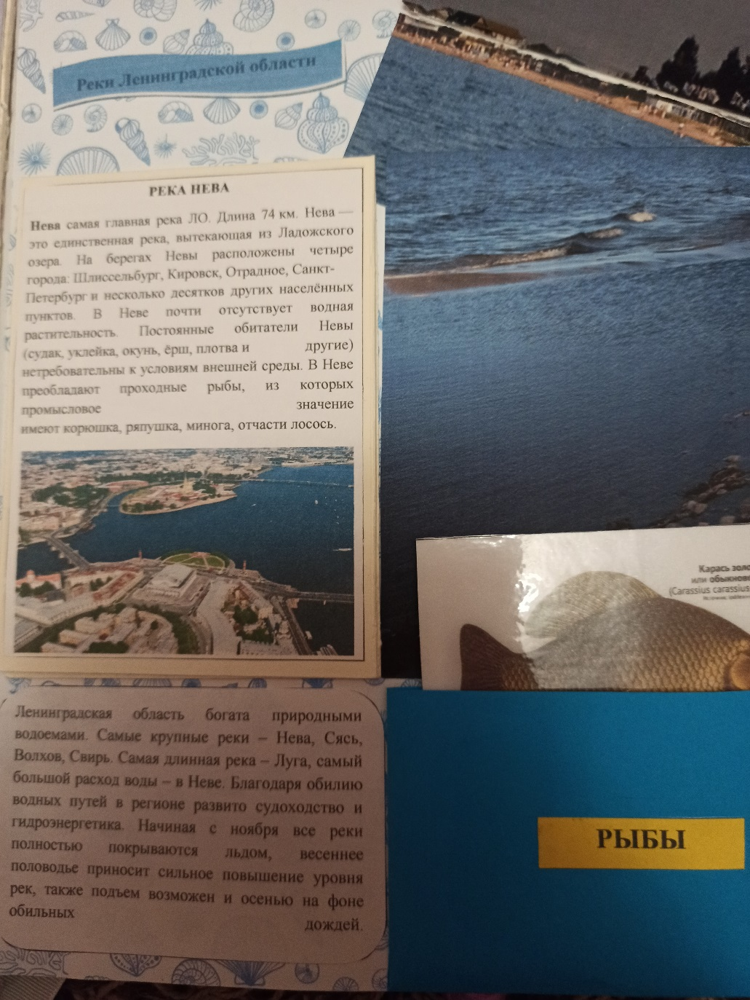 Реки Ленинградской области
РЕКА НЕВА
Нева самая главная река ЛО. Длина 74 км. Нева —
это единственная река, вытекающая из Ладожского
озера. На берегах Невы расположены четыре
города: Шлиссельбург, Кировск, Отрадное, Санкт-
Петербург и несколько десятков других населённых
пунктов. В Неве почти отсутствует водная
растительность. Постоянные обитатели Невы
(судак, уклейка, окунь, ёрш, плотва и другие)
нетребовательны к условиям внешней среды. В Неве
преобладают проходные рыбы, из которых
промысловое значение
имеют корюшка, ряпушка, минога, отчасти лосось.
Карась золо
или обыкнове
(Carassius carassius
Ленинградская область богата природными
водоемами. Самые крупные реки – Нева, Сясь,
Волхов, Свирь. Самая длинная река – Луга, самый
большой расход воды – в Неве. Благодаря обилию
водных путей в регионе развито судоходство и
гидроэнергетика. Начиная с ноября все реки
полностью покрываются льдом, весеннее
половодье приносит сильное повышение уровня
рек, также подъем возможен и осенью на фоне
обильных дождей.
РЫБЫ